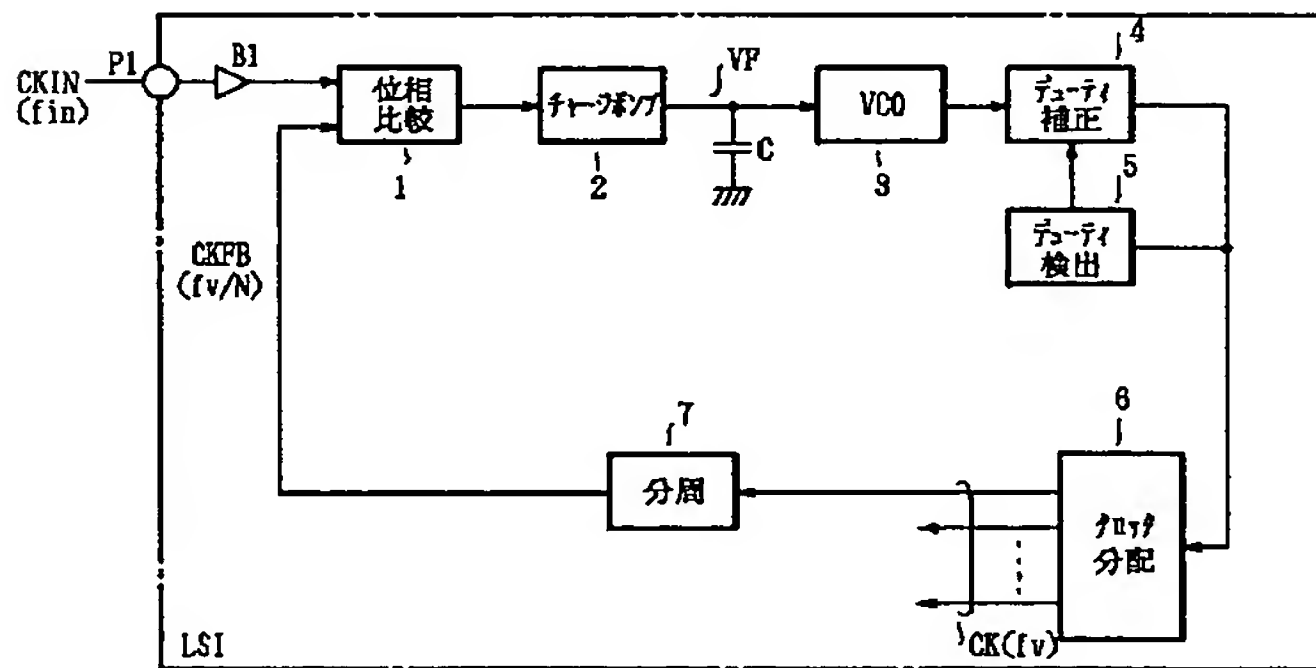 4
P1
B1
VF
CKIN
(fin)
位相
比較
チャージポンプ
VCO
デューティ
補正
C
1
2
3
5
デューティ
検出
CKFB
(fv/N)
7
6
分周
クロック
分配
LSI
CK(fv)